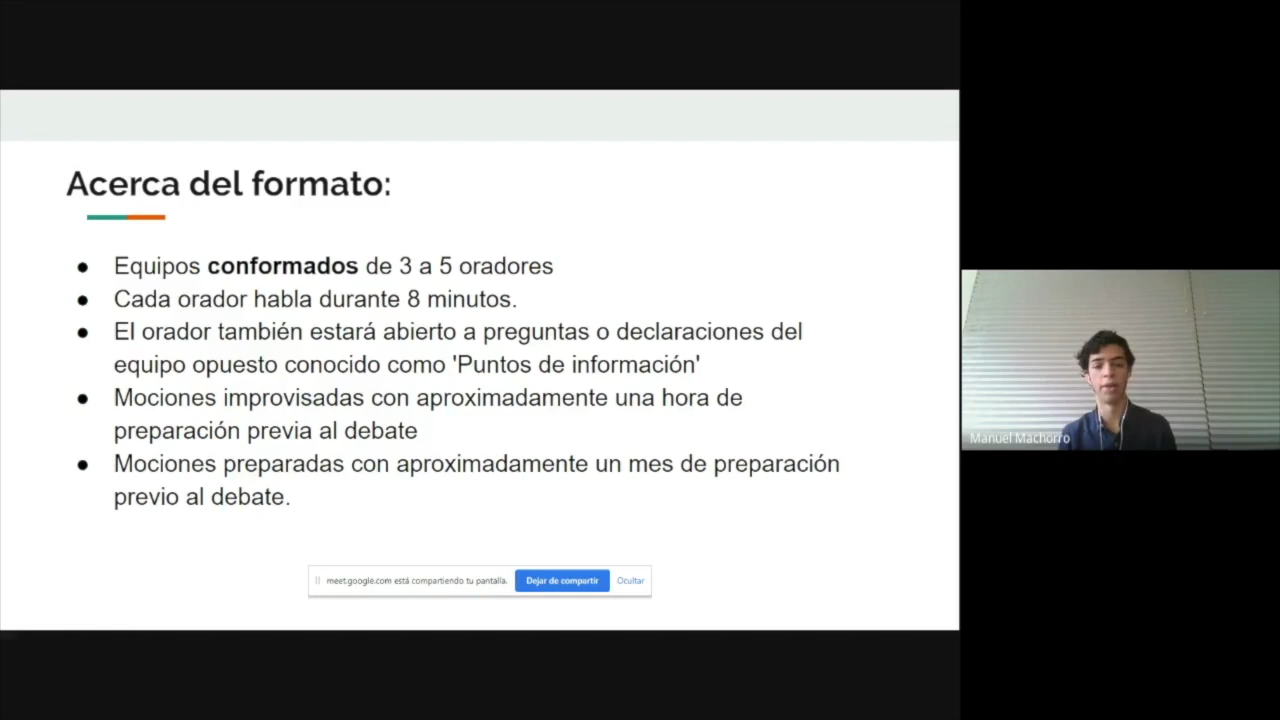 Acerca del formato:
● Equipos conformados de 3 a 5 oradores
● Cada orador habla durante 8 minutos.
● El orador también estará abierto a preguntas o declaraciones del
equipo opuesto conocido como 'Puntos de información'
● Mociones improvisadas con aproximadamente una hora de
preparación previa al debate
● Mociones preparadas con aproximadamente un mes de preparación
previo al debate.
meet.google.com está compartiendo tu pantalla. Dejar de compartir Ocultar
Manuel Machorro